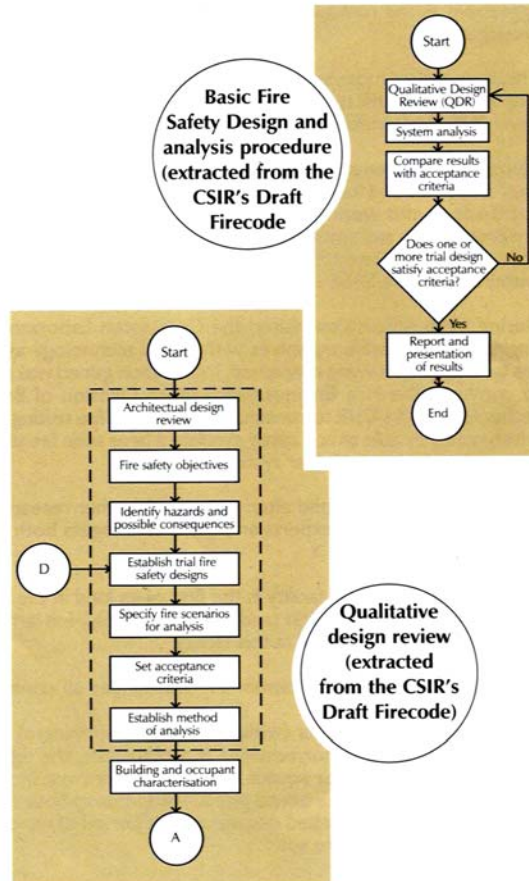 Basic Fire
Safety Design and
analysis procedure
(extracted from the
CSIR's Draft
Firecode
Start
Qualitative Design
Review (QDR)
System analysis
Compare results
with acceptance
criteria
Does one or
more trial design
satisfy acceptance
criteria?
No
Yes
Report and
presentation
of results
End
Start
Architectual design
review
Fire safety objectives
Identify hazards and
possible consequences
D
Establish trial fire
safety designs
Specify fire scenarios
for analysis
Set acceptance
criteria
Establish method
of analysis
Building and occupant
characterisation
A
Qualitative
design review
(extracted
from the CSIR's
Draft Firecode)